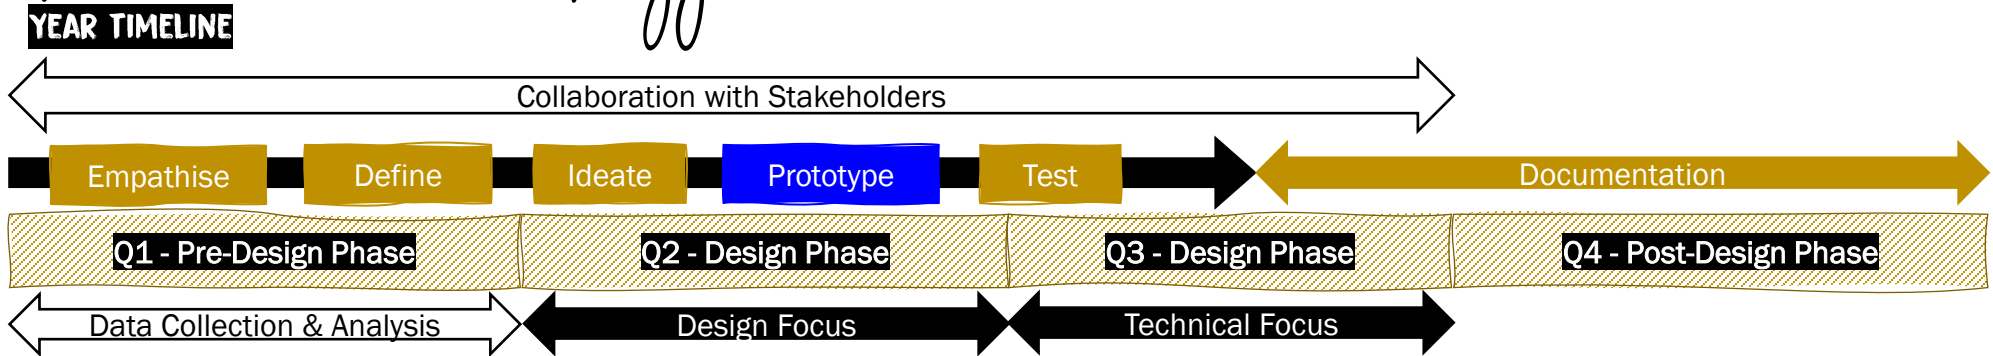 YEAR TIMELINE
Collaboration with Stakeholders
Empathise Define Ideate Prototype Test Documentation
Q1 - Pre-Design Phase Q2 - Design Phase Q3 - Design Phase Q4 - Post-Design Phase
Data Collection & Analysis Design Focus Technical Focus